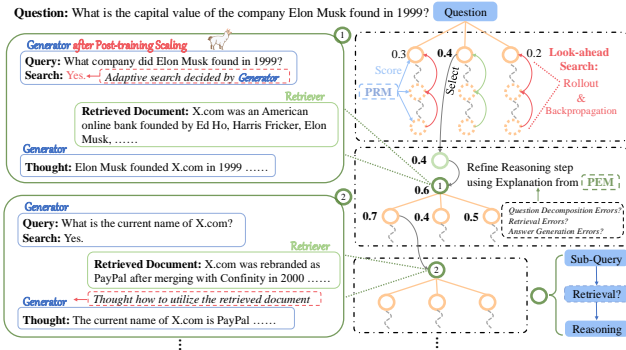 Question: What is the capital value of the company Elon Musk found in 1999?
Question
Generator after Post-training Scaling
1
Query: What company did Elon Musk found in 1999?
Search: Yes.
Adaptive search decided by Generator
Retriever
Retrieved Document: X.com was an American
online bank founded by Ed Ho, Harris Fricker, Elon
Musk, ……
Generator
Thought: Elon Musk founded X.com in 1999 ……
0.3
0.4
0.2
Score
PRM
Select
Look-ahead
Search:
Rollout
&
Backpropagation
0.4
0.6
1
Refine Reasoning step
using Explanation from PEM
0.7
0.4
0.5
Question Decomposition Errors?
Retrieval Errors?
Answer Generation Errors?
2
Generator
Query: What is the current name of X.com?
Search: Yes.
Retriever
Retrieved Document: X.com was rebranded as
PayPal after merging with Confinity in 2000 ……
Generator
Thought how to utilize the retrieved document
Thought: The current name of X.com is PayPal ……
2
Sub-Query
Retrieval?
Reasoning